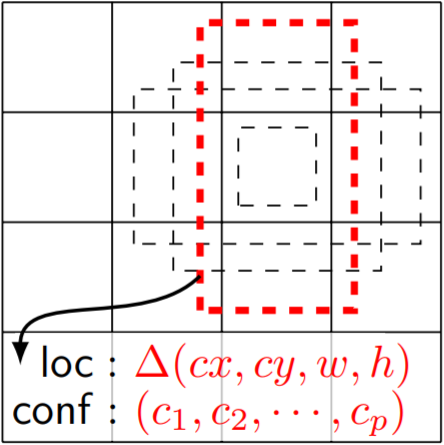 loc : Δ(cx, cy, w, h)
conf : (c₁, c₂, ⋯, cₚ)